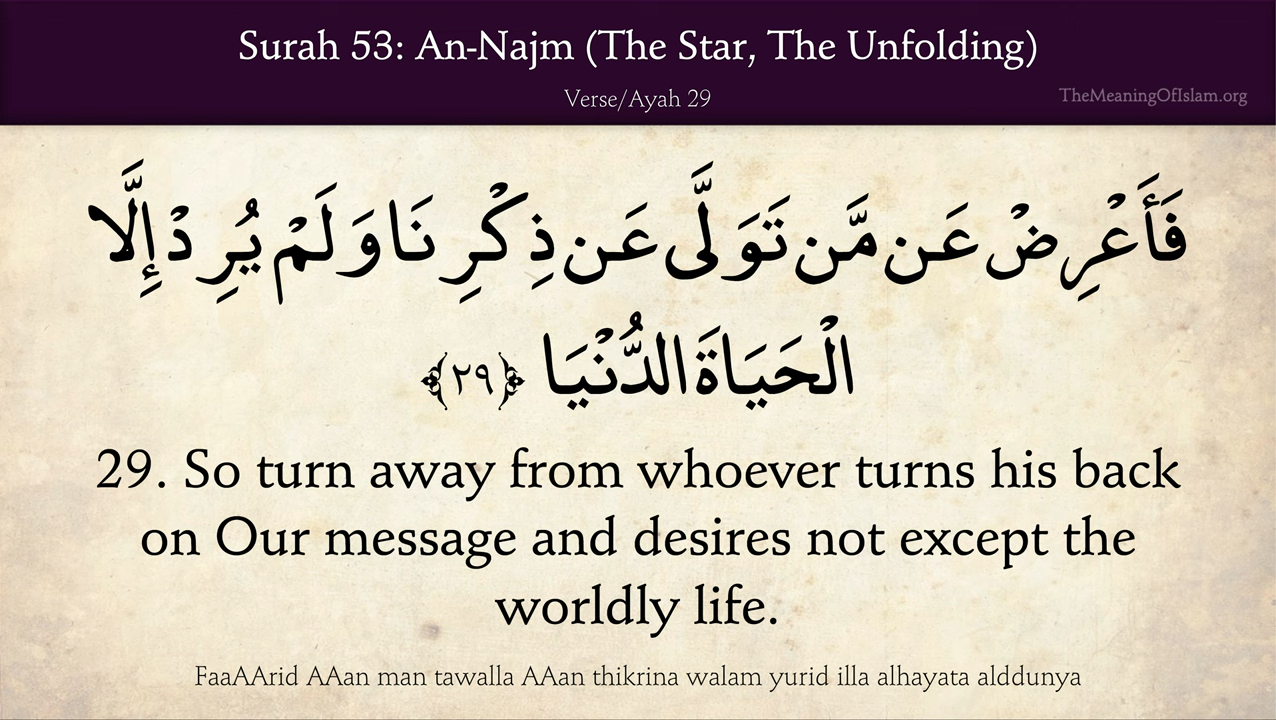 Surah 53: An-Najm (The Star, The Unfolding)
Verse/Ayah 29
TheMeaningOfIslam.org
فَأَعْرِضْ عَن مَّن تَوَلَّى عَن ذِكْرِنَا وَلَمْ يُرِدْ إِلَّا
الْحَيَاةَ الدُّنْيَا ﴿٢٩﴾
29. So turn away from whoever turns his back
on Our message and desires not except the
worldly life.
FaaAArid AAan man tawalla AAan thikrina walam yurid illa alhayata alddunya